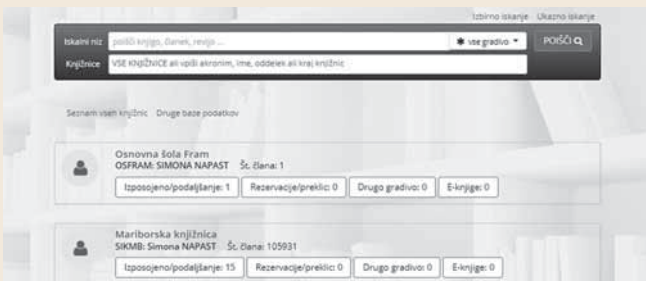 Izbirno iskanje Ukazno iskanje
Iskalni niz poišči knjigo, članek, revijo ... ✱ vse gradivo POIŠČI
Knjižnice VSE KNJIŽNICE ali vpiši akronim, ime, oddelek ali kraj knjižnic
Seznam vseh knjižnic Druge baze podatkov
Osnovna šola Fram
OSFRAM: SIMONA NAPAST Št. člana: 1
Izposojeno/podaljšanje: 1 Rezervacije/preklic: 0 Drugo gradivo: 0 E-knjige: 0
Mariborska knjižnica
SIKMB: Simona NAPAST Št. člana: 105931
Izposojeno/podaljšanje: 15 Rezervacije/preklic: 0 Drugo gradivo: 0 E-knjige: 0